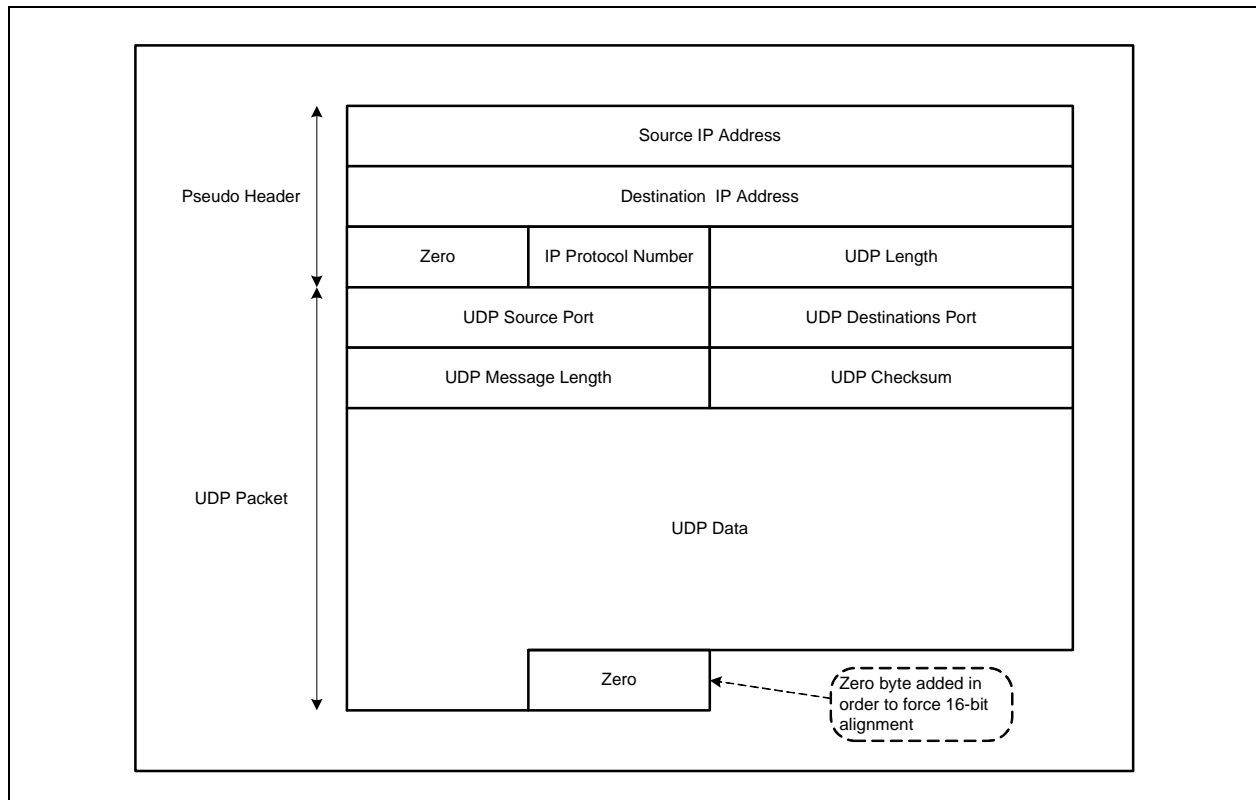 Source IP Address
Pseudo Header
Destination IP Address
Zero
IP Protocol Number
UDP Length
UDP Source Port
UDP Destinations Port
UDP Message Length
UDP Checksum
UDP Packet
UDP Data
Zero
Zero byte added in
order to force 16-bit
alignment